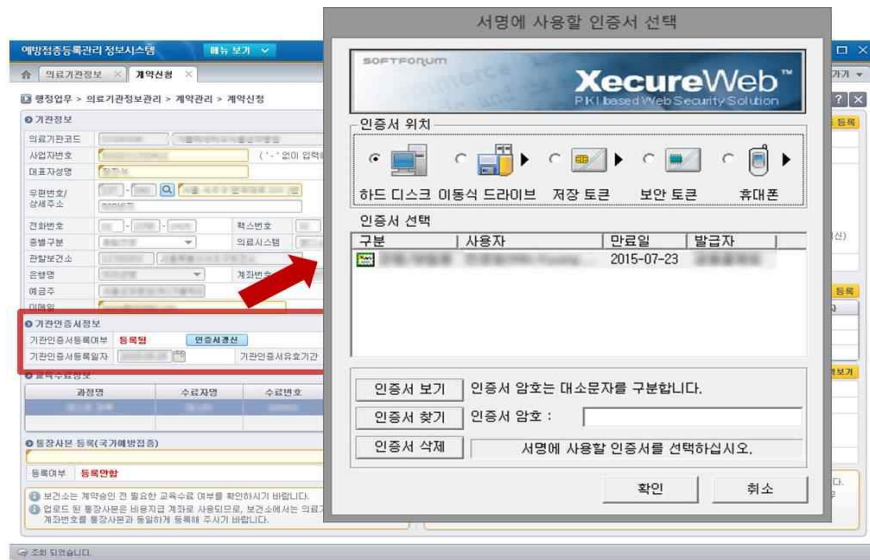 서명에 사용할 인증서 선택
예방접종등록관리 정보시스템
메뉴 보기
의료기관정보
계약신청
행정업무 > 의료기관정보관리 > 계약관리 > 계약신청
기관정보
의료기관코드
사업자번호
( '-' 없이 입력
대표자성명
우편번호/
상세주소
전화번호
팩스번호
종별구분
의료시스템
관할보건소
은행명
계좌번호
예금주
이메일
기관인증서정보
기관인증서등록여부 등록됨 인증서갱신
기관인증서등록일자
기관인증서유효기간
교육수료정보
과정명 수료자명 수료번호
통장사본 등록(국가예방접종)
등록여부 등록안함
보건소는 계약승인 전 필요한 교육수료 여부를 확인하시기 바랍니다.
업로드 된 통장사본은 비용지급 계좌로 사용되므로, 보건소에서는 의료기
계좌번호를 통장사본과 동일하게 등록해 주시기 바랍니다.
조회 되었습니다.
SOFTFORUM
XecureWeb™
PKI based Web Security Solution
인증서 위치
하드 디스크 이동식 드라이브 저장 토큰 보안 토큰 휴대폰
인증서 선택
구분 사용자 만료일 발급자
2015-07-23
인증서 보기 인증서 암호는 대소문자를 구분합니다.
인증서 찾기 인증서 암호 :
인증서 삭제 서명에 사용할 인증서를 선택하십시오.
확인 취소
가가
등록
등록